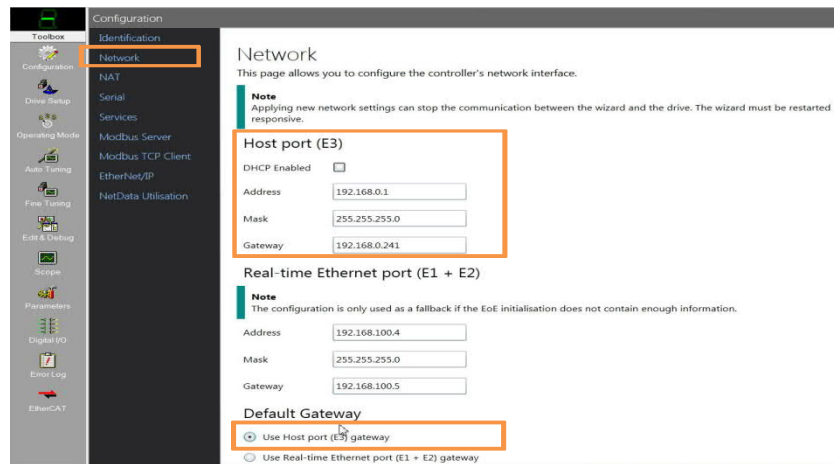 Configuration
Toolbox
Configuration
Drive Setup
Operating Mode
Auto Tuning
Fine Tuning
Edit & Debug
Scope
Parameters
Digital I/O
Error Log
EtherCAT
Identification
Network
NAT
Serial
Services
Modbus Server
Modbus TCP Client
EtherNet/IP
NetData Utilisation
Network
This page allows you to configure the controller's network interface.
Note
Applying new network settings can stop the communication between the wizard and the drive. The wizard must be restarted
responsive.
Host port (E3)
DHCP Enabled
Address 192.168.0.1
Mask 255.255.255.0
Gateway 192.168.0.241
Real-time Ethernet port (E1 + E2)
Note
The configuration is only used as a fallback if the EoE initialisation does not contain enough information.
Address 192.168.100.4
Mask 255.255.255.0
Gateway 192.168.100.5
Default Gateway
Use Host port (E3) gateway
Use Real-time Ethernet port (E1 + E2) gateway